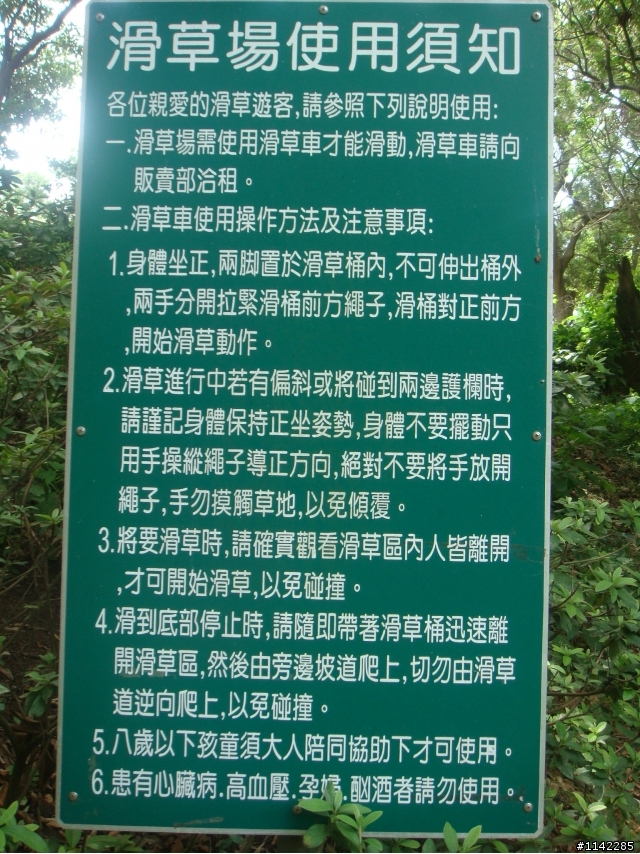 滑草場使用須知
各位親愛的滑草遊客,請參照下列說明使用:
一.滑草場需使用滑草車才能滑動,滑草車請向
販賣部洽租。
二.滑草車使用操作方法及注意事項:
1.身體坐正,兩脚置於滑草桶內,不可伸出桶外
,兩手分開拉緊滑桶前方繩子,滑桶對正前方
,開始滑草動作。
2.滑草進行中若有偏斜或將碰到兩邊護欄時,
請謹記身體保持正坐姿勢,身體不要擺動只
用手操縱繩子導正方向,絕對不要將手放開
繩子,手勿摸觸草地,以免傾覆。
3.將要滑草時,請確實觀看滑草區內人皆離開
,才可開始滑草,以免碰撞。
4.滑到底部停止時,請隨即帶著滑草桶迅速離
開滑草區,然後由旁邊坡道爬上,切勿由滑草
道逆向爬上,以免碰撞。
5.八歲以下孩童須大人陪同協助下才可使用。
6.患有心臟病.高血壓.孕婦.酗酒者請勿使用。
#1142285